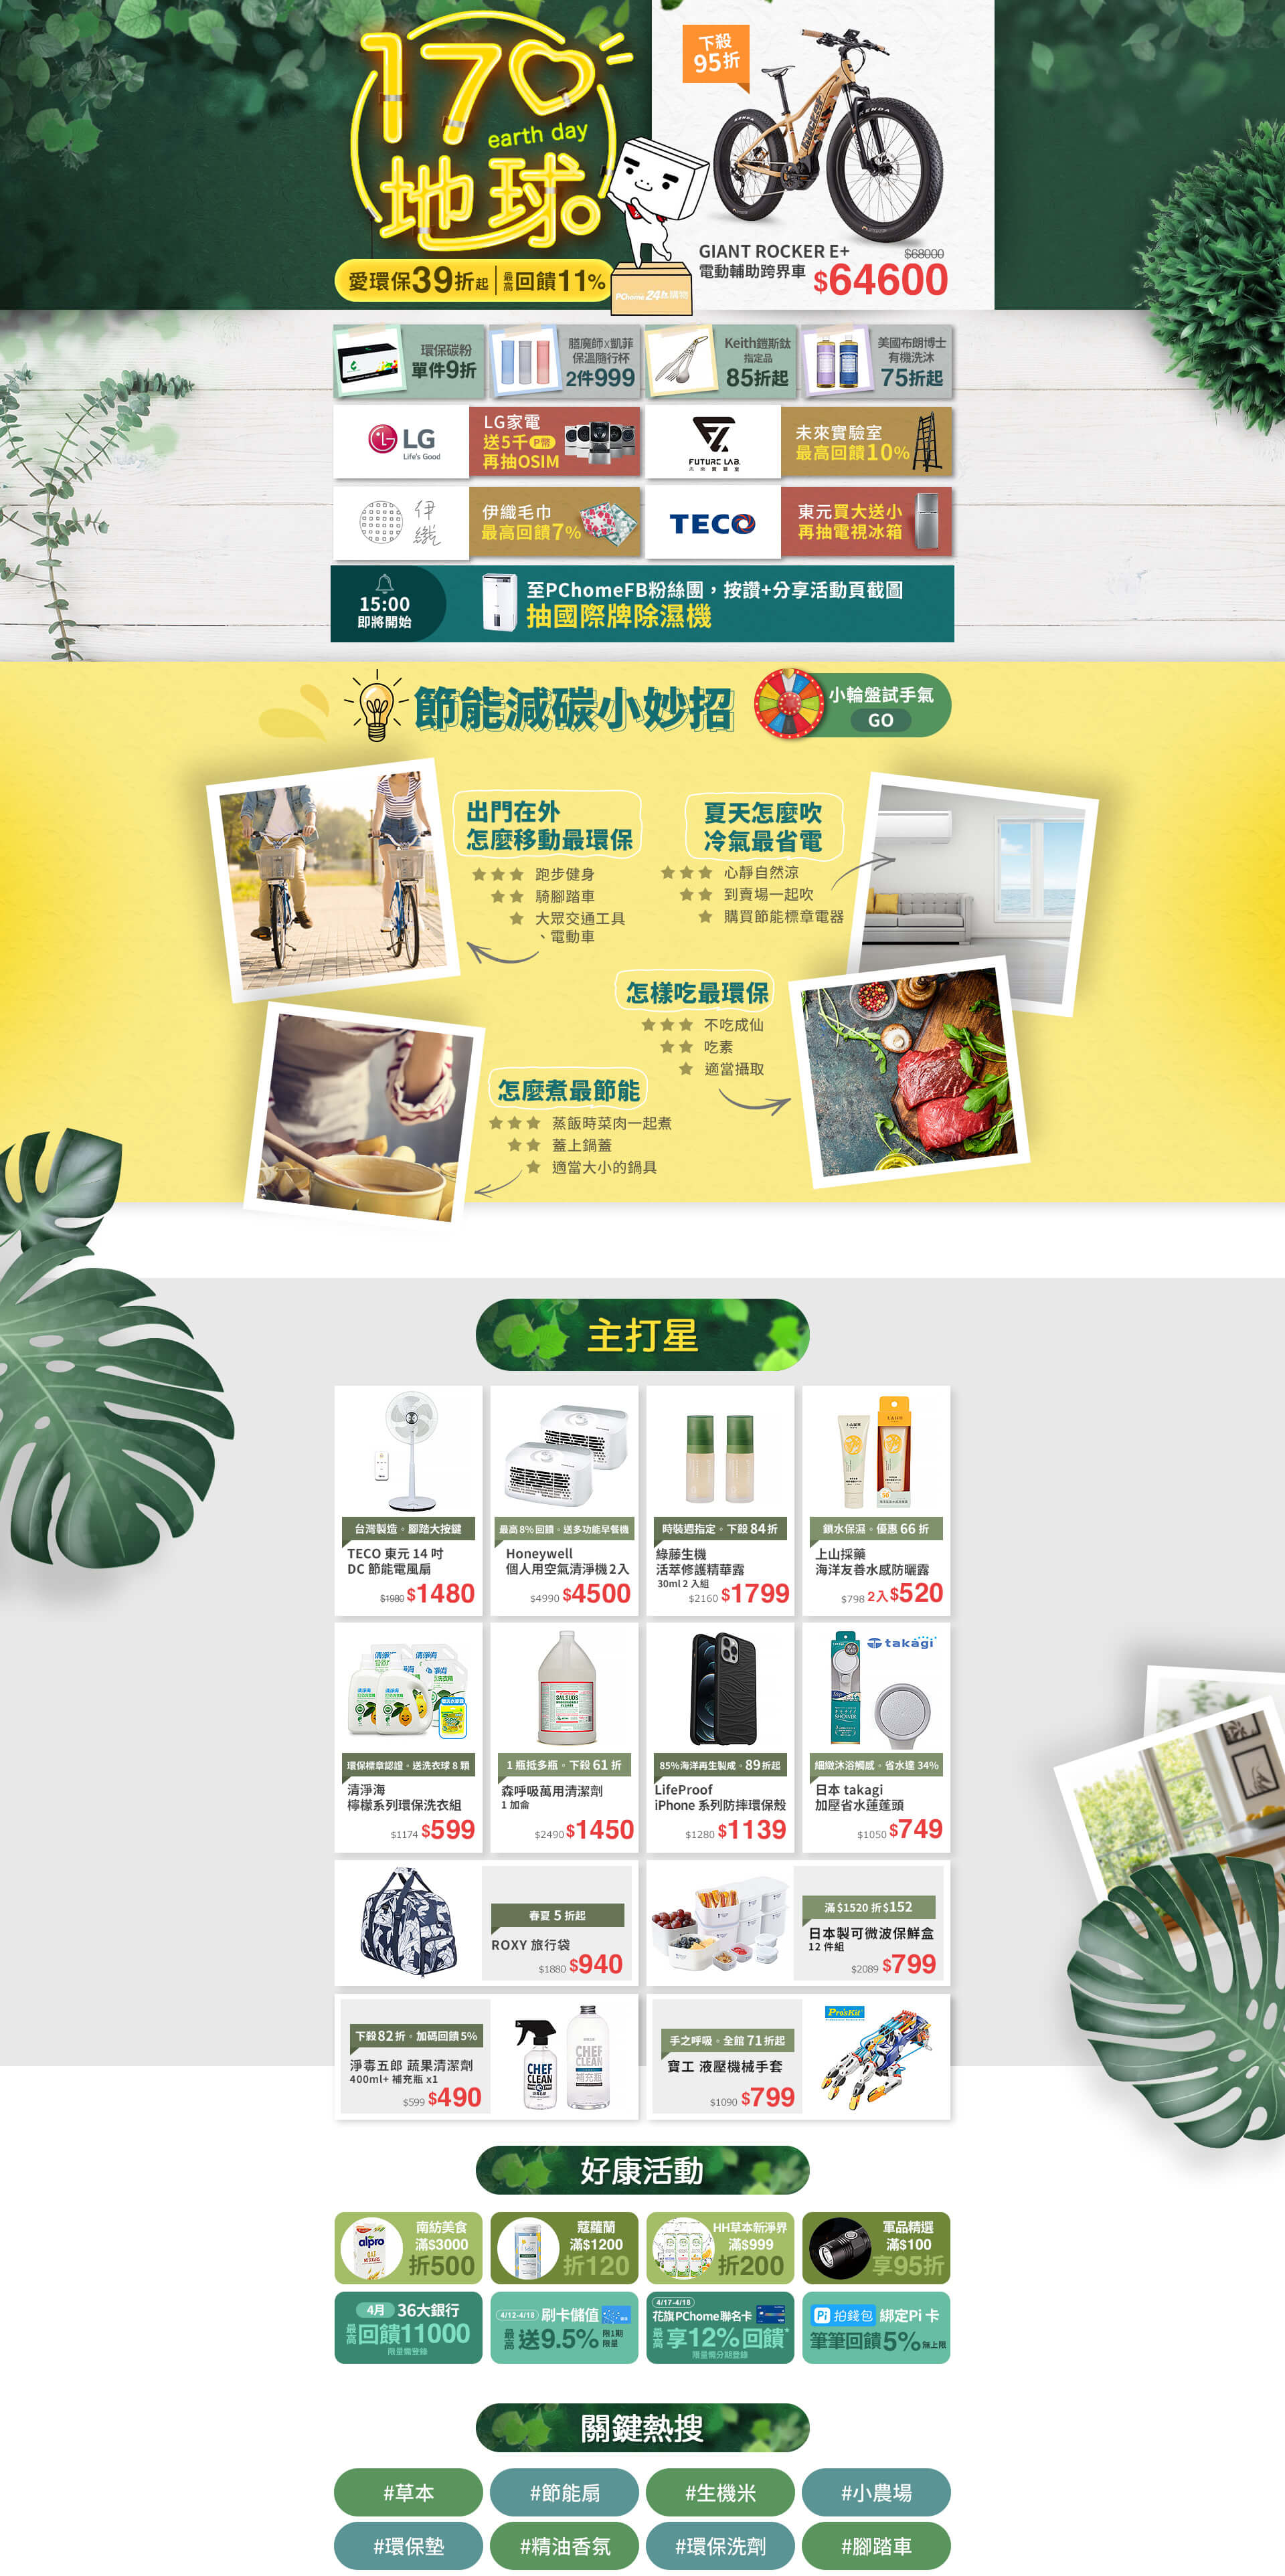 170
earth day
地球。
愛環保39折起 最高回饋11%
PChome 24h購物
下殺
95折
GIANT ROCKER E+
電動輔助跨界車
$68000
$64600
環保碳粉
單件9折
膳魔師x凱菲
保溫隨行杯
2件999
Keith鎧斯鈦
指定品
85折起
美國布朗博士
有機洗沐
75折起
LG
Life's Good
LG家電
送5千P幣
再抽OSIM
FUTURE LAB.
未來實驗室
未來實驗室
最高回饋10%
伊織
伊織毛巾
最高回饋7%
TECO
東元買大送小
再抽電視冰箱
15:00
即將開始
至PChomeFB粉絲團，按讚+分享活動頁截圖
抽國際牌除濕機
節能減碳小妙招
小輪盤試手氣
GO
出門在外
怎麼移動最環保
★★★ 跑步健身
★★ 騎腳踏車
★ 大眾交通工具
、電動車
夏天怎麼吹
冷氣最省電
★★★ 心靜自然涼
★★ 到賣場一起吹
★ 購買節能標章電器
怎樣吃最環保
★★★ 不吃成仙
★★ 吃素
★ 適當攝取
怎麼煮最節能
★★★ 蒸飯時菜肉一起煮
★★ 蓋上鍋蓋
★ 適當大小的鍋具
主打星
台灣製造。腳踏大按鍵
TECO 東元 14 吋
DC 節能電風扇
$1980 $1480
最高8%回饋。送多功能早餐機
Honeywell
個人用空氣清淨機2入
$4990 $4500
時裝週指定。下殺 84 折
綠藤生機
活萃修護精華露
30ml 2 入組
$2160 $1799
鎖水保濕。優惠 66 折
上山採藥
海洋友善水感防曬露
$798 2入$520
環保標章認證。送洗衣球 8 顆
清淨海
檸檬系列環保洗衣組
$1174 $599
SAL SUDS
1 瓶抵多瓶。下殺 61 折
森呼吸萬用清潔劑
1 加侖
$2490 $1450
85%海洋再生製成。89折起
LifeProof
iPhone 系列防摔環保殼
$1280 $1139
takagi
SHOWER
細緻沐浴觸感。省水達 34%
日本 takagi
加壓省水蓮蓬頭
$1050 $749
春夏 5 折起
ROXY 旅行袋
$1880 $940
滿 $1520 折$152
日本製可微波保鮮盒
12 件組
$2089 $799
下殺82折。加碼回饋5%
淨毒五郎 蔬果清潔劑
400ml+ 補充瓶 x1
$599 $490
CHEF
CLEAN
CHEF
CLEAN
補充瓶
手之呼吸。全館 71 折起
寶工 液壓機械手套
$1090 $799
Pro'sKit
好康活動
alpro
OAT
南紡美食
滿$3000
折500
蔻蘿蘭
滿$1200
折120
HH草本新淨界
滿$999
折200
軍品精選
滿$100
享95折
4月 36大銀行
最高回饋11000
限量需登錄
4/12-4/18 刷卡儲值
最高送9.5% 限1期
限量
4/17-4/18
花旗PChome聯名卡
最高享12%回饋*
限量需分期登錄
Pi 拍錢包 綁定Pi 卡
筆筆回饋5%無上限
關鍵熱搜
#草本
#節能扇
#生機米
#小農場
#環保墊
#精油香氛
#環保洗劑
#腳踏車